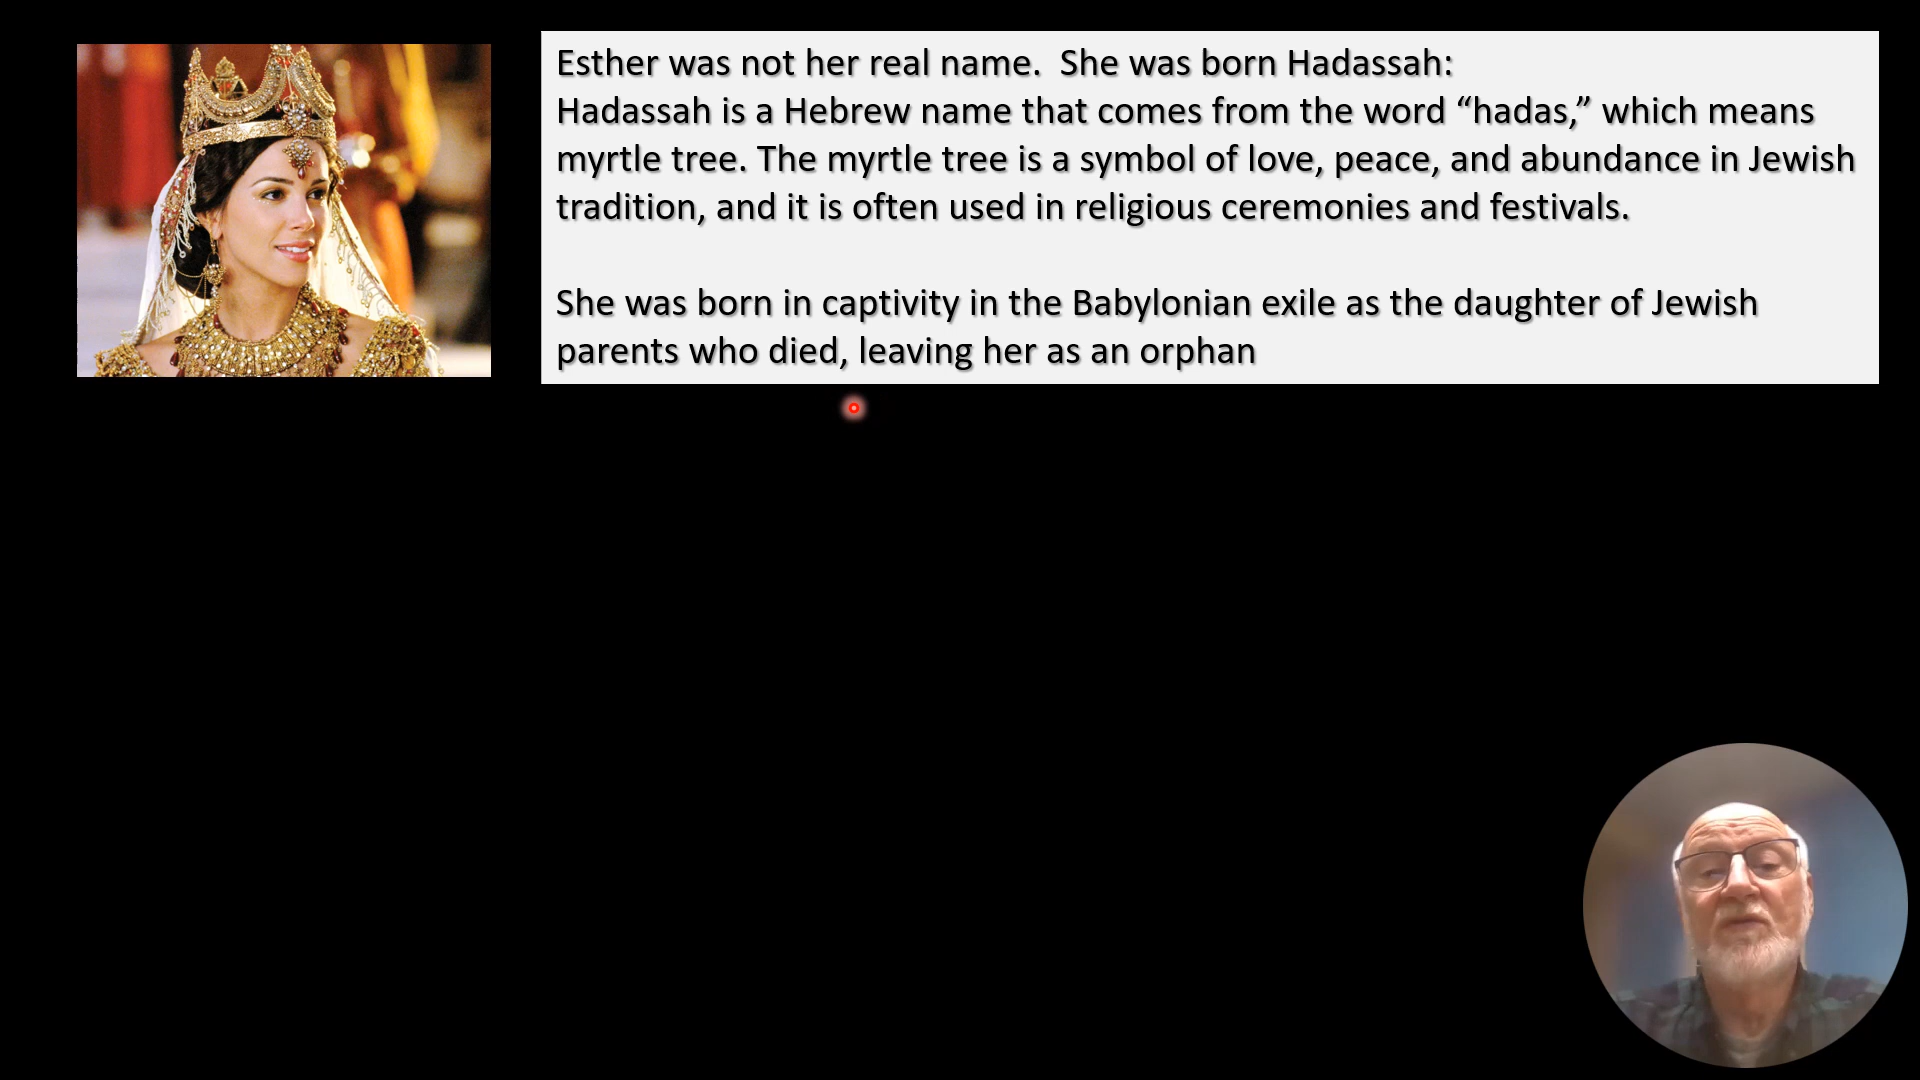 Esther was not her real name.  She was born Hadassah:
Hadassah is a Hebrew name that comes from the word “hadas,” which means
myrtle tree. The myrtle tree is a symbol of love, peace, and abundance in Jewish
tradition, and it is often used in religious ceremonies and festivals.
She was born in captivity in the Babylonian exile as the daughter of Jewish
parents who died, leaving her as an orphan